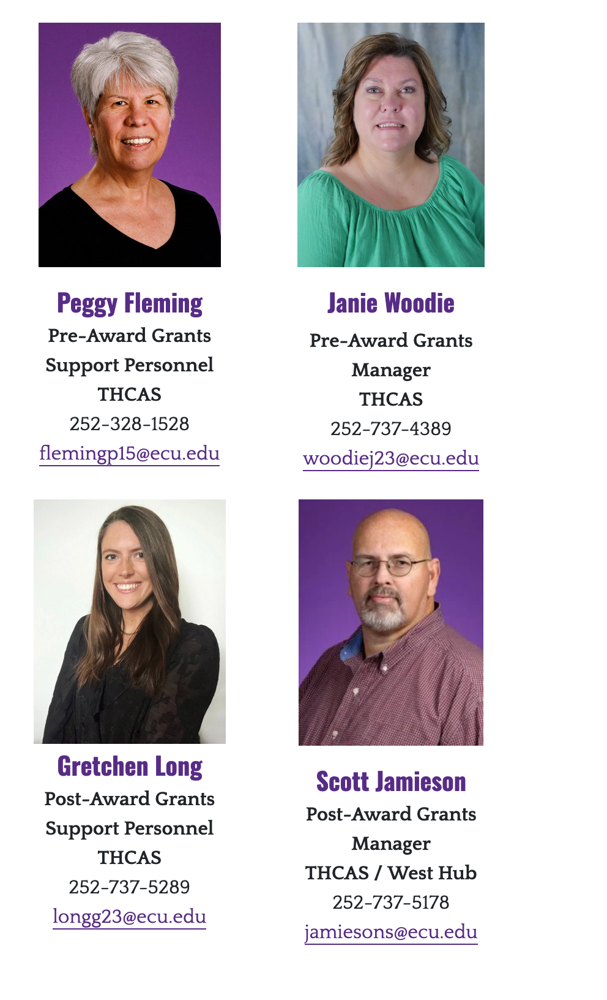 Peggy Fleming
Pre-Award Grants
Support Personnel
THCAS
252-328-1528
flemingp15@ecu.edu
Janie Woodie
Pre-Award Grants
Manager
THCAS
252-737-4389
woodiej23@ecu.edu
Gretchen Long
Post-Award Grants
Support Personnel
THCAS
252-737-5289
longg23@ecu.edu
Scott Jamieson
Post-Award Grants
Manager
THCAS / West Hub
252-737-5178
jamiesons@ecu.edu